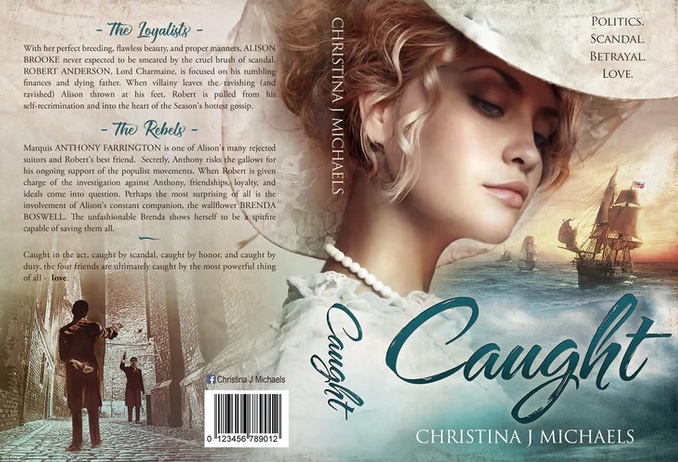 - The Loyalists -
With her perfect breeding, flawless beauty, and proper manners, ALISON
BROOKE never expected to be smeared by the cruel brush of scandal.
ROBERT ANDERSON, Lord Charmaine, is focused on his tumbling
finances and dying father. When villainy leaves the ravishing (and
ravished) Alison thrown at his feet, Robert is pulled from his
self-recrimination and into the heart of the Season's hottest gossip.
- The Rebels -
Marquis ANTHONY FARRINGTON is one of Alison's many rejected
suitors and Robert's best friend. Secretly, Anthony risks the gallows for
his ongoing support of the populist movements. When Robert is given
charge of the investigation against Anthony, friendships, loyalty, and
ideals come into question. Perhaps the most surprising of all is the
involvement of Alison's constant companion, the wallflower BRENDA
BOSWELL. The unfashionable Brenda shows herself to be a spitfire
capable of saving them all.
Caught in the act, caught by scandal, caught by honor, and caught by
duty, the four friends are ultimately caught by the most powerful thing
of all - love.
Christina J Michaels
0 123456 789012
CHRISTINA J MICHAELS
Caught
POLITICS.
SCANDAL.
BETRAYAL.
LOVE.
Caught
CHRISTINA J MICHAELS